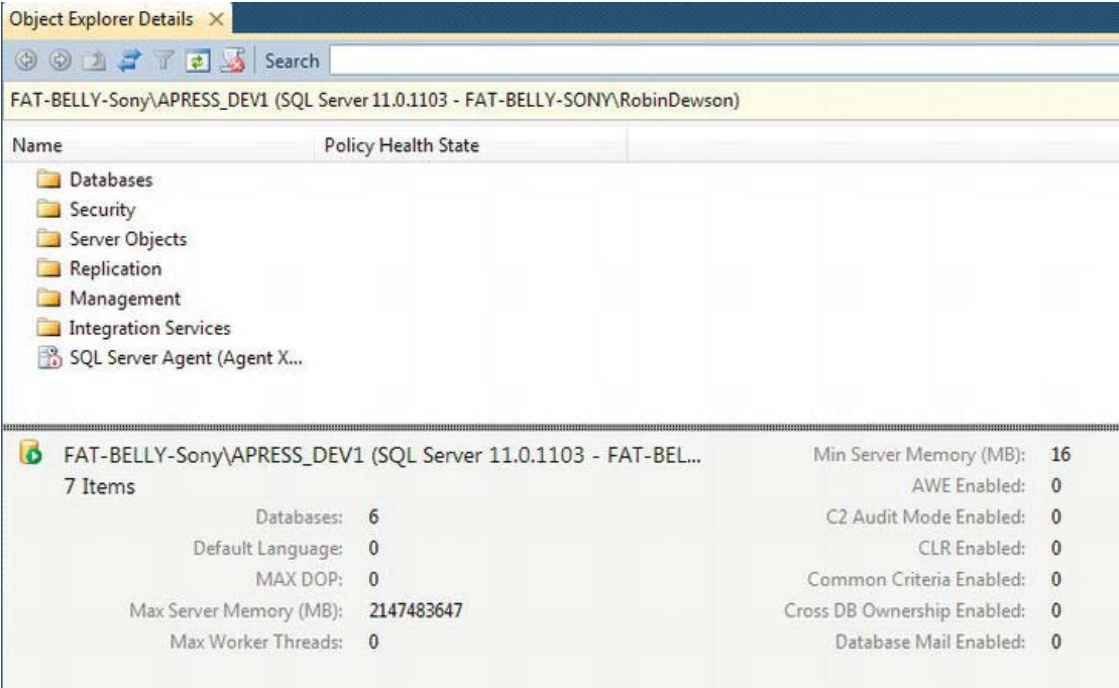 Object Explorer Details
Search
FAT-BELLY-Sony\APRESS_DEV1 (SQL Server 11.0.1103 - FAT-BELLY-SONY\RobinDewson)
Name Policy Health State
Databases
Security
Server Objects
Replication
Management
Integration Services
SQL Server Agent (Agent X...
FAT-BELLY-Sony\APRESS_DEV1 (SQL Server 11.0.1103 - FAT-BEL...
7 Items
Databases: 6
Default Language: 0
MAX DOP: 0
Max Server Memory (MB): 2147483647
Max Worker Threads: 0
Min Server Memory (MB): 16
AWE Enabled: 0
C2 Audit Mode Enabled: 0
CLR Enabled: 0
Common Criteria Enabled: 0
Cross DB Ownership Enabled: 0
Database Mail Enabled: 0